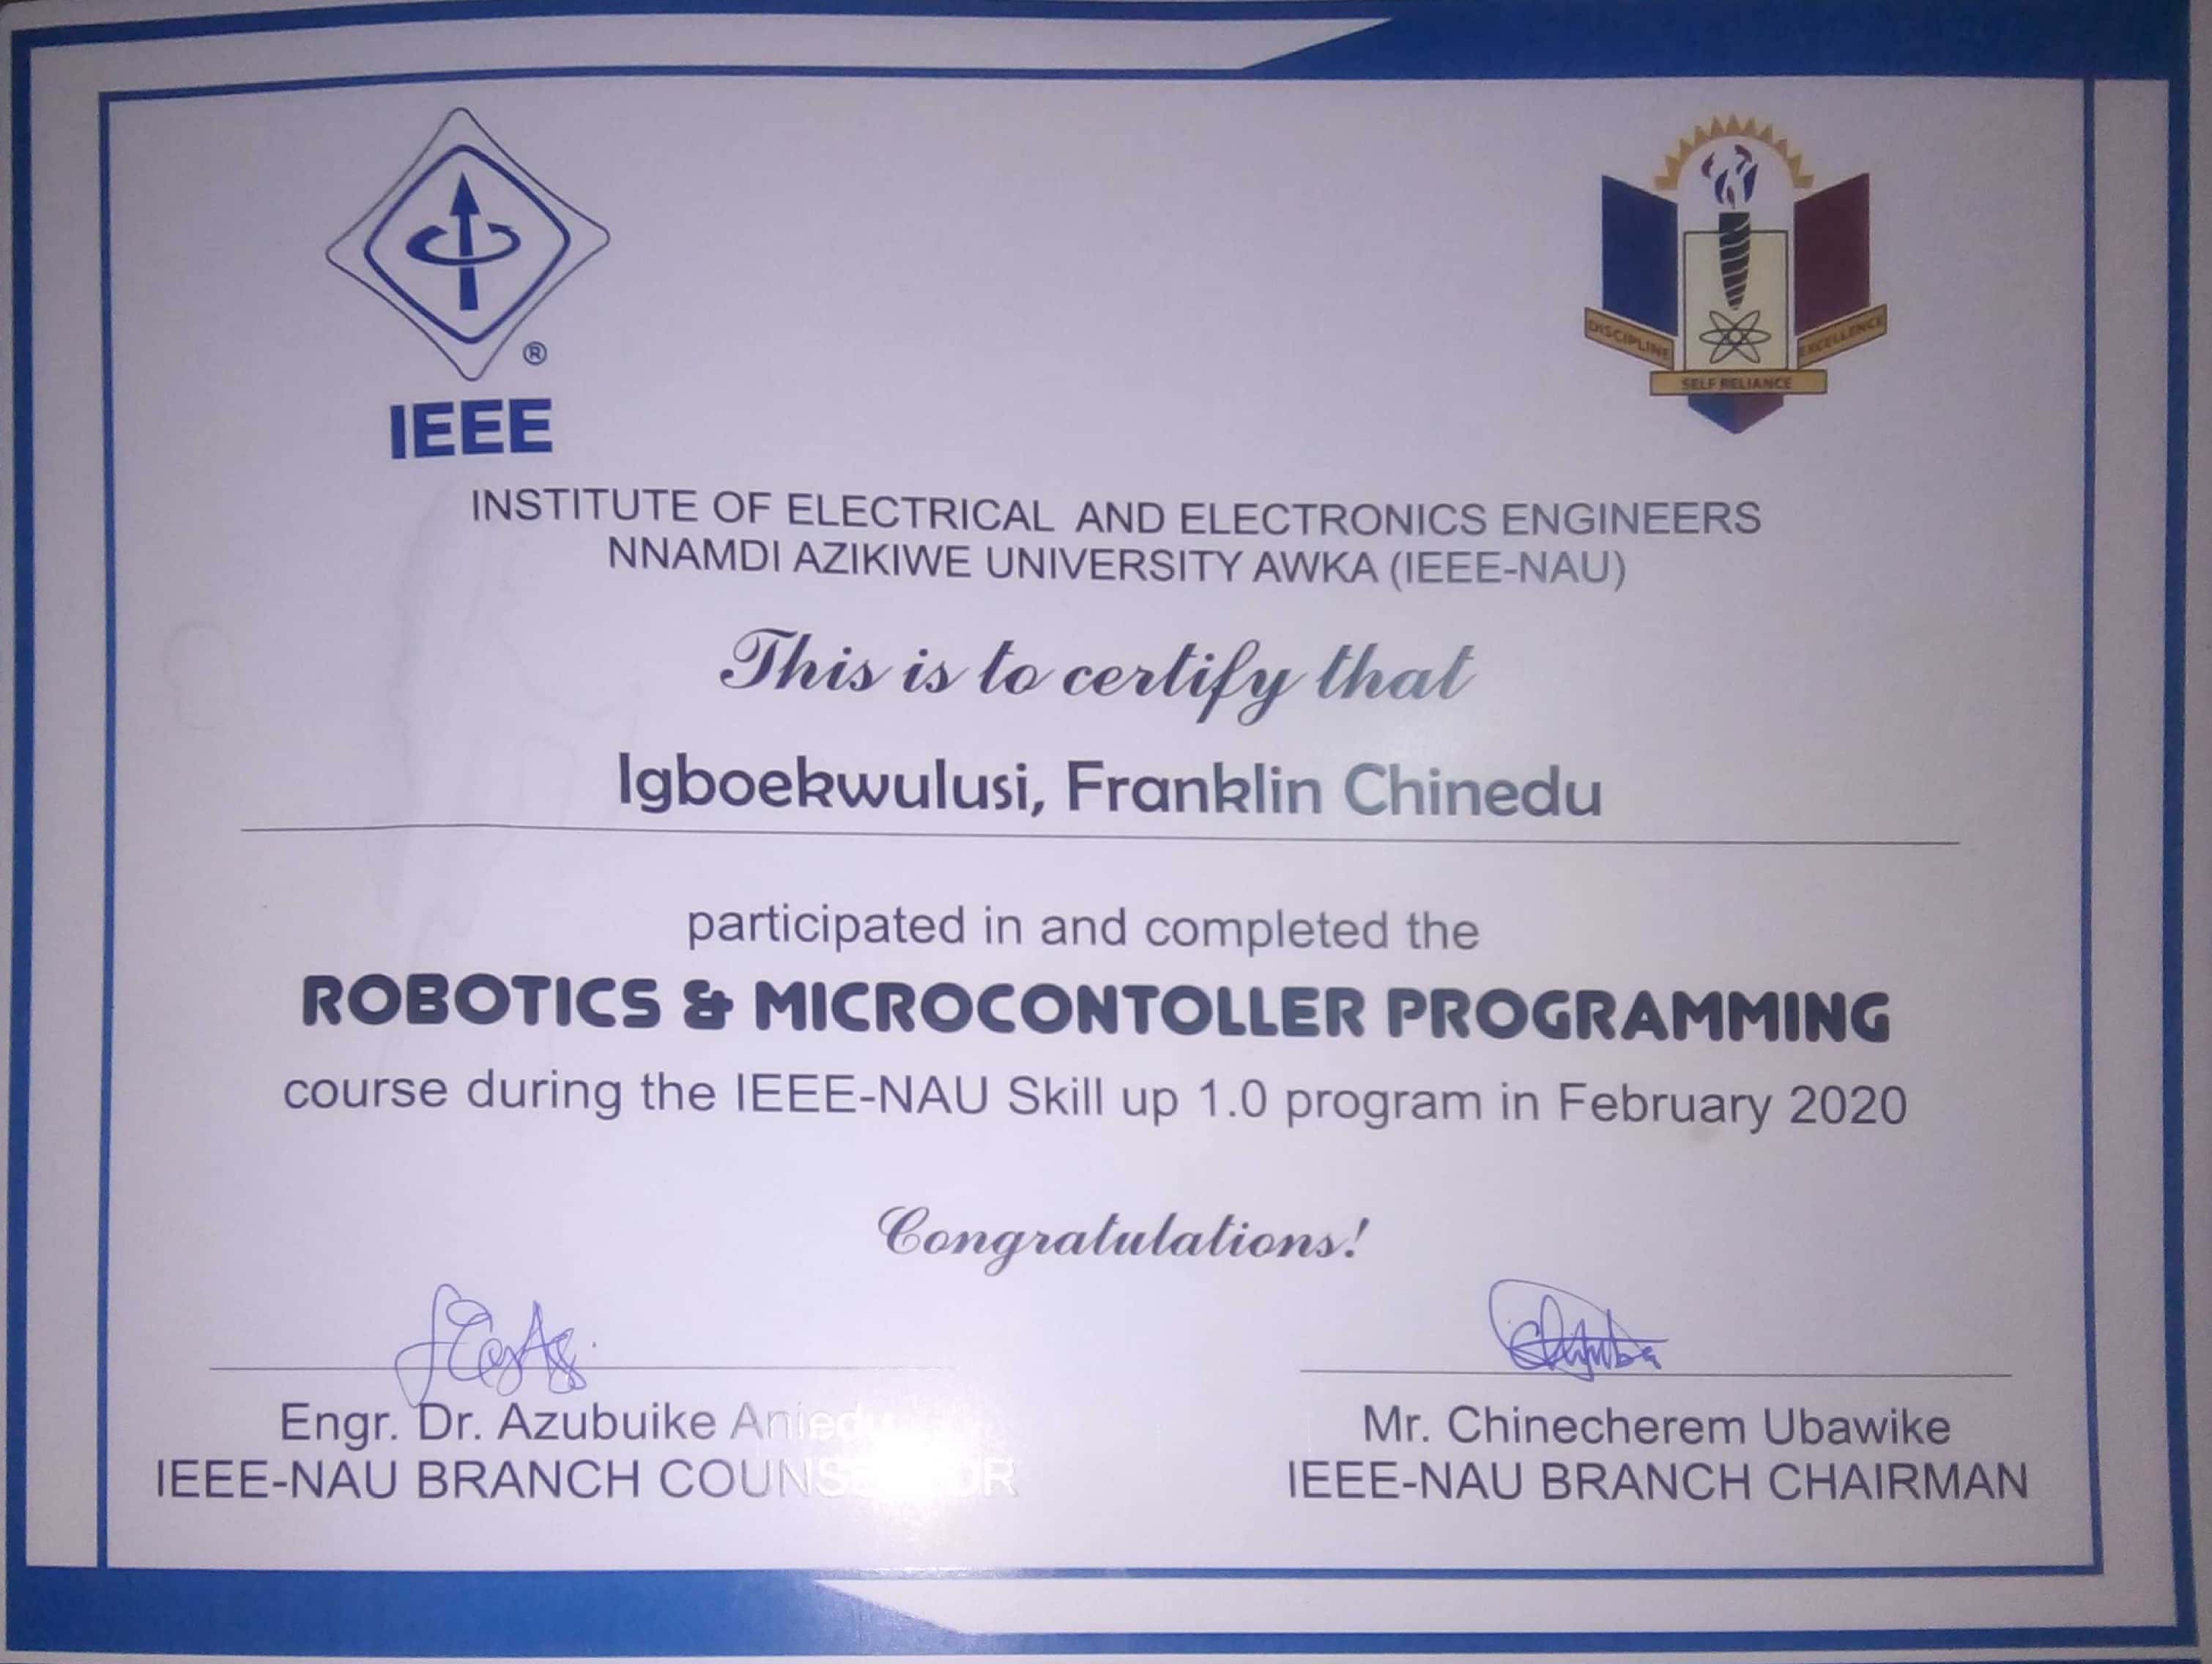 IEEE
®
DISCIPLINE
EXCELLENCE
SELF RELIANCE
INSTITUTE OF ELECTRICAL AND ELECTRONICS ENGINEERS
NNAMDI AZIKIWE UNIVERSITY AWKA (IEEE-NAU)
This is to certify that
Igboekwulusi, Franklin Chinedu
participated in and completed the
ROBOTICS & MICROCONTOLLER PROGRAMMING
course during the IEEE-NAU Skill up 1.0 program in February 2020
Congratulations!
Engr. Dr. Azubuike
IEEE-NAU BRANCH
Mr. Chinecherem Ubawike
IEEE-NAU BRANCH CHAIRMAN